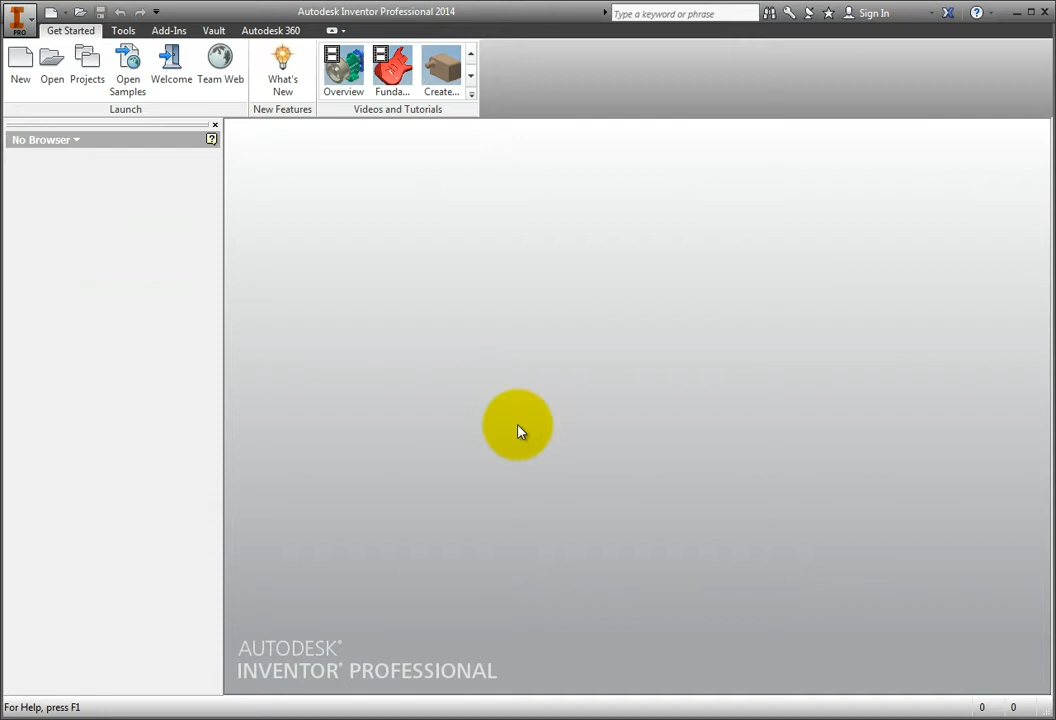 Autodesk Inventor Professional 2014
Type a keyword or phrase
Sign In
PRO
Get Started Tools Add-Ins Vault Autodesk 360
New Open Projects Open Samples Welcome Team Web What's New Overview Funda... Create...
Launch New Features Videos and Tutorials
No Browser
AUTODESK®
INVENTOR® PROFESSIONAL
For Help, press F1 0 0